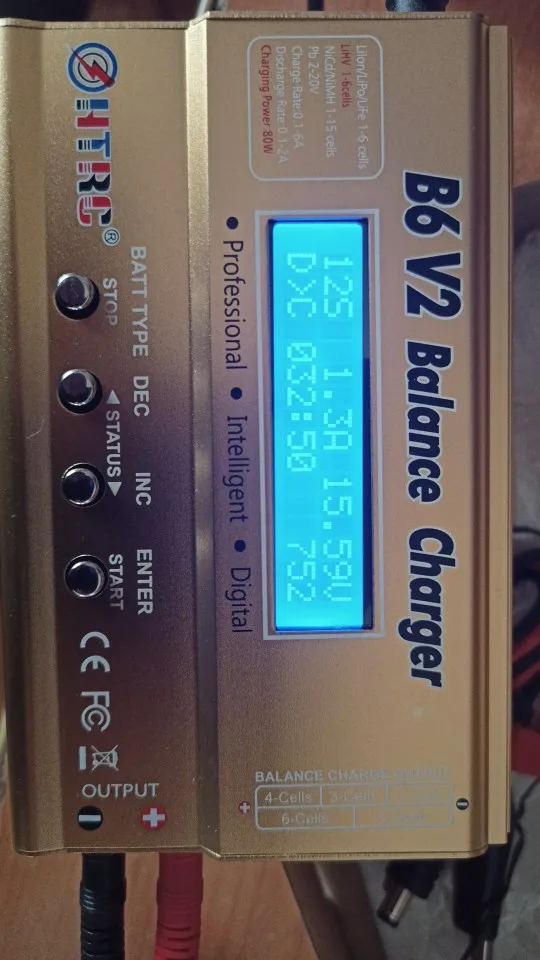 B6 V2 Balance Charger
LiIon/LiPo/LiFe 1-6 cells
LiHV 1-6cells
NiCd/NiMH 1-15 cells
Pb 2-20V
Charge Rate:0.1-6A
Discharge Rate:0.1-2A
Charging Power 80W
12S 1.3A 15.59V
D>C 032:50 752
• Professional • Intelligent • Digital
HTRC®
BATT TYPE DEC INC ENTER
STOP ◀ STATUS ▶ START
CE FC
OUTPUT
BALANCE CHARGE
4-Cells 3-Cells
6-Cells